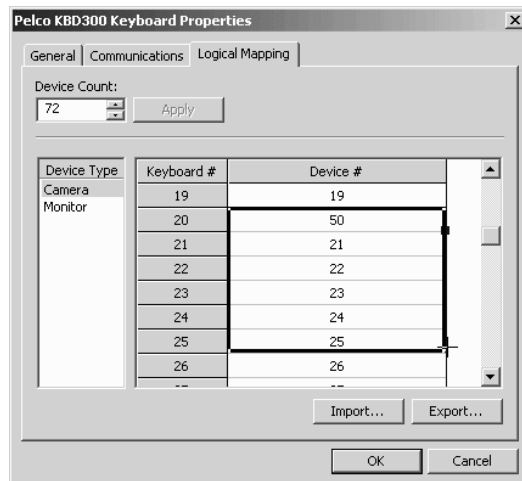 Pelco KBD300 Keyboard Properties
General Communications Logical Mapping
Device Count:
72 Apply
Device Type Keyboard # Device #
Camera 19 19
Monitor 20 50
21 21
22 22
23 23
24 24
25 25
26 26
Import... Export...
OK Cancel